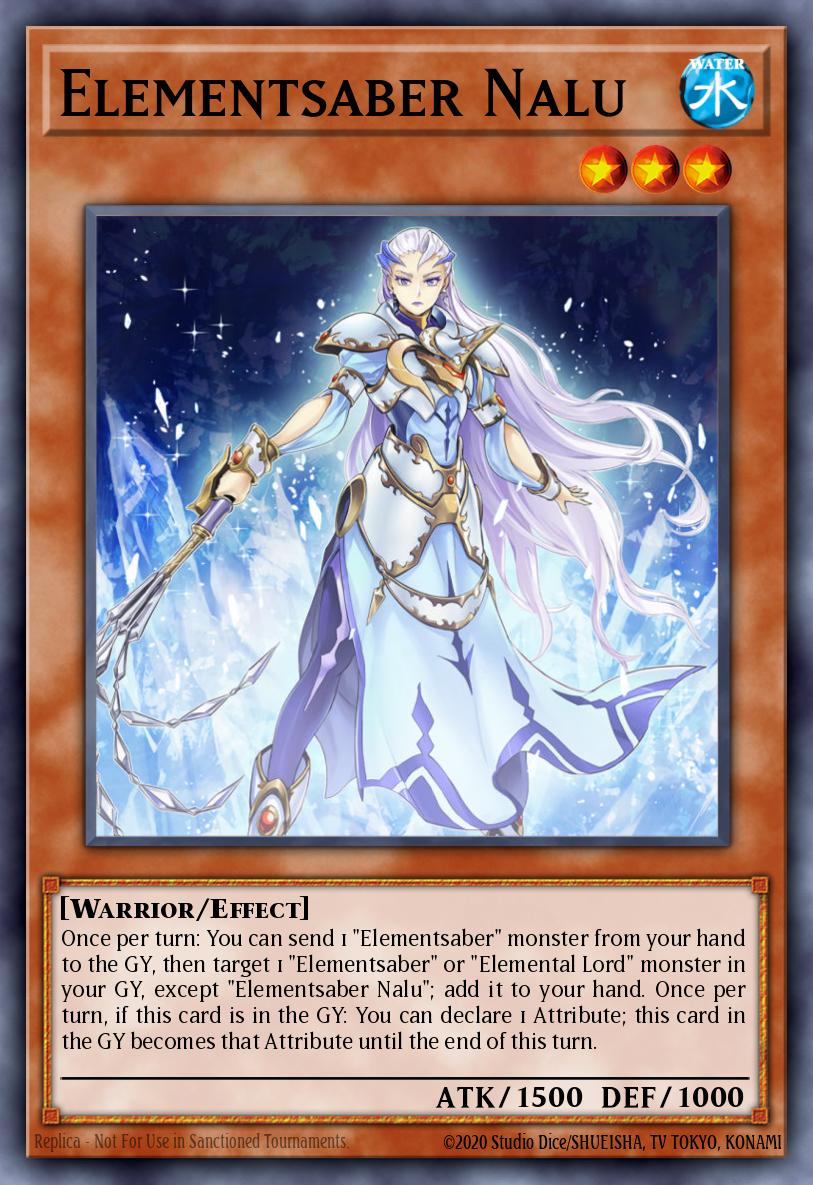 Elementsaber Nalu
WATER
水
[Warrior/Effect]
Once per turn: You can send 1 "Elementsaber" monster from your hand
to the GY, then target 1 "Elementsaber" or "Elemental Lord" monster in
your GY, except "Elementsaber Nalu"; add it to your hand. Once per
turn, if this card is in the GY: You can declare 1 Attribute; this card in
the GY becomes that Attribute until the end of this turn.
ATK/1500 DEF/1000
Replica - Not For Use in Sanctioned Tournaments.
©2020 Studio Dice/SHUEISHA, TV TOKYO, KONAMI